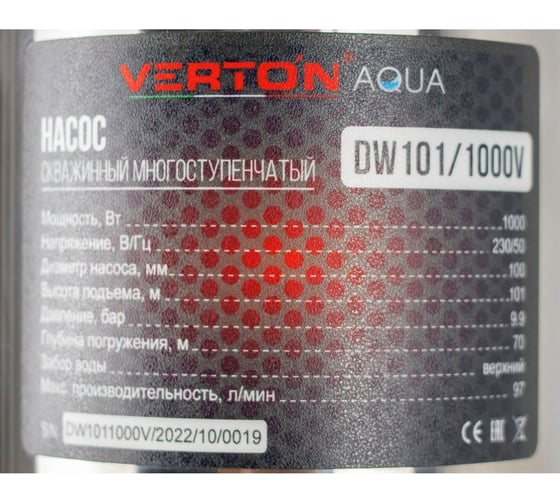 VERTON AQUA
НАСОС
СКВАЖИННЫЙ МНОГОСТУПЕНЧАТЫЙ
DW101/1000V
Мощность, Вт 1000
Напряжение, В/Гц 230/50
Диаметр насоса, мм 100
Высота подъема, м 101
Давление, бар 9.9
Глубина погружения, м 70
Забор воды верхний
Макс. производительность, л/мин 97
S/N DW1011000V/2022/10/0019
CE EAC